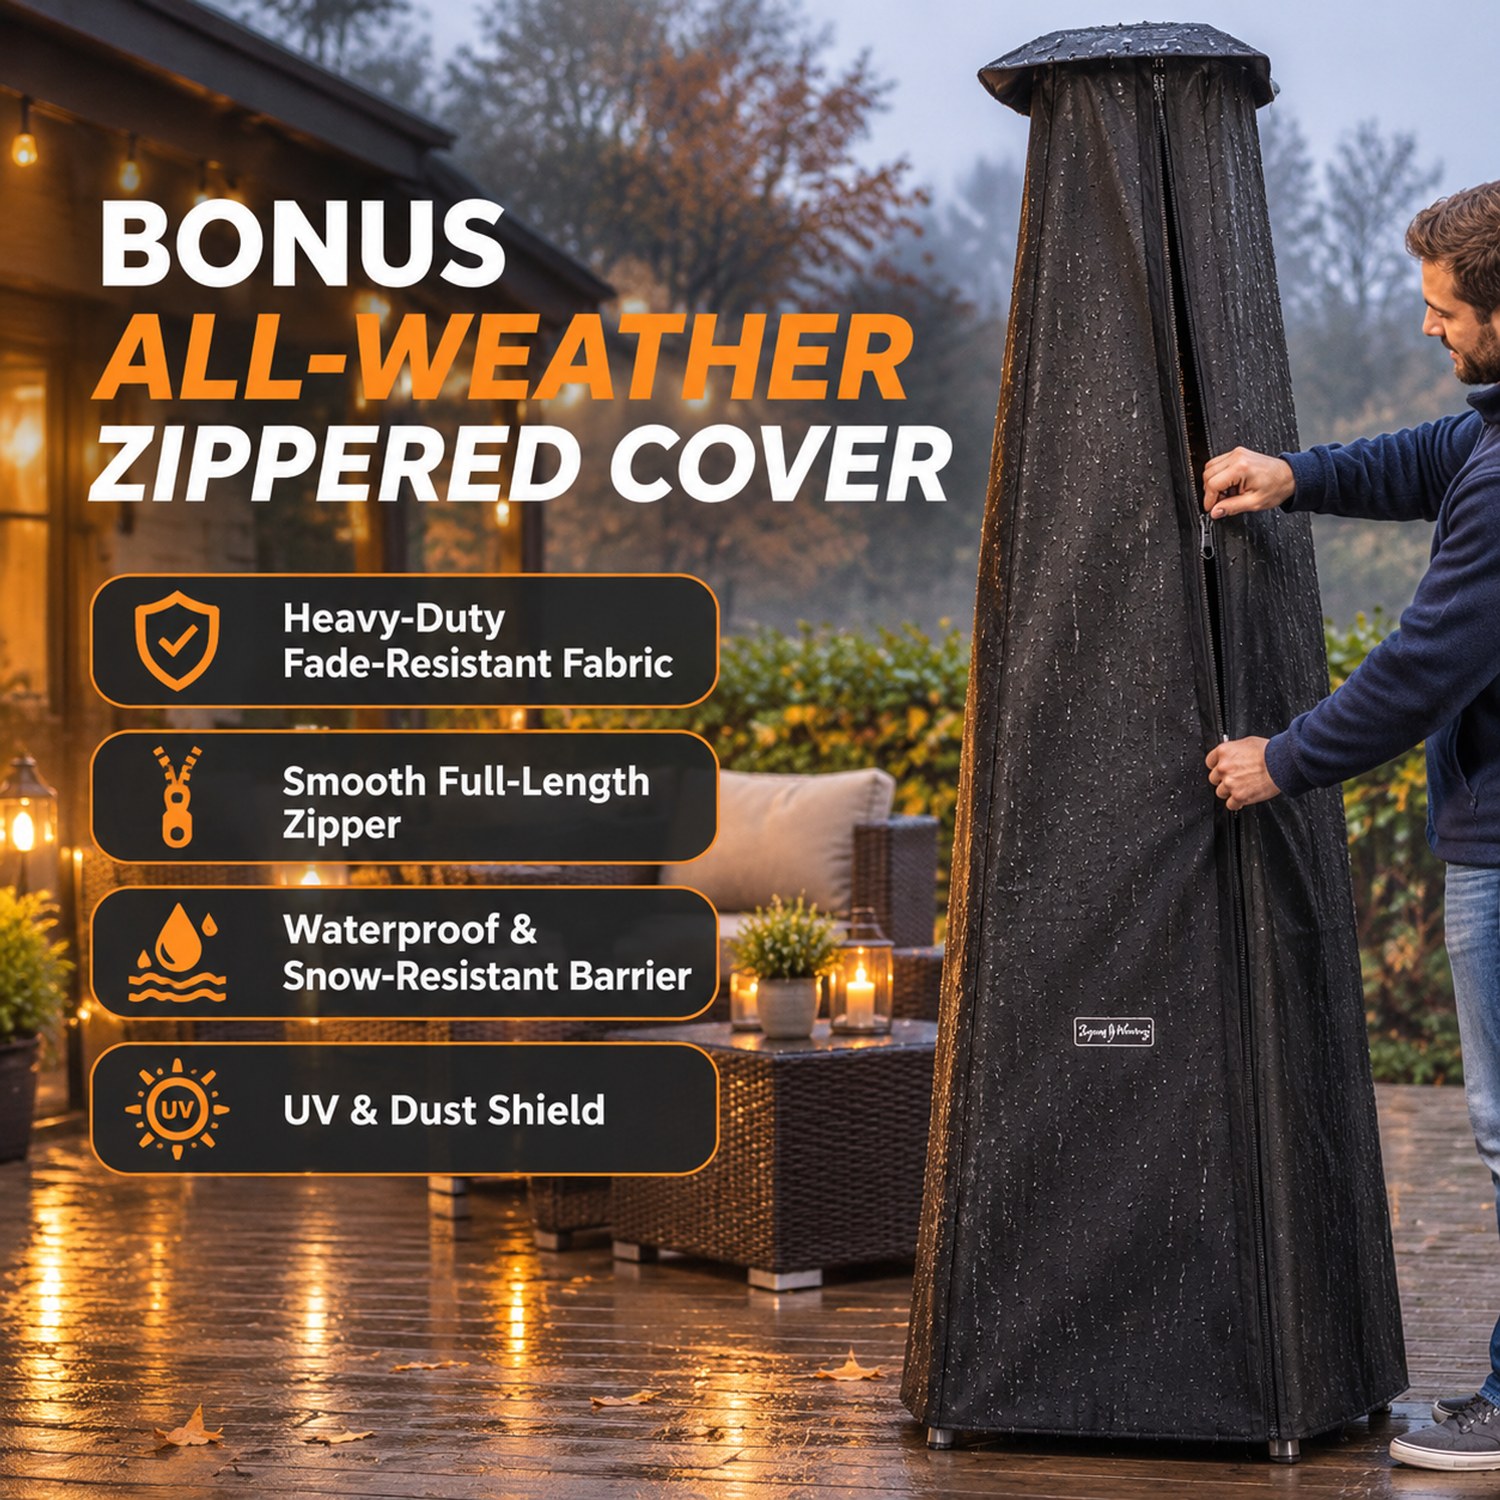 BONUS
ALL-WEATHER
ZIPPERED COVER
Heavy-Duty
Fade-Resistant Fabric
Smooth Full-Length
Zipper
Waterproof &
Snow-Resistant Barrier
UV
UV & Dust Shield